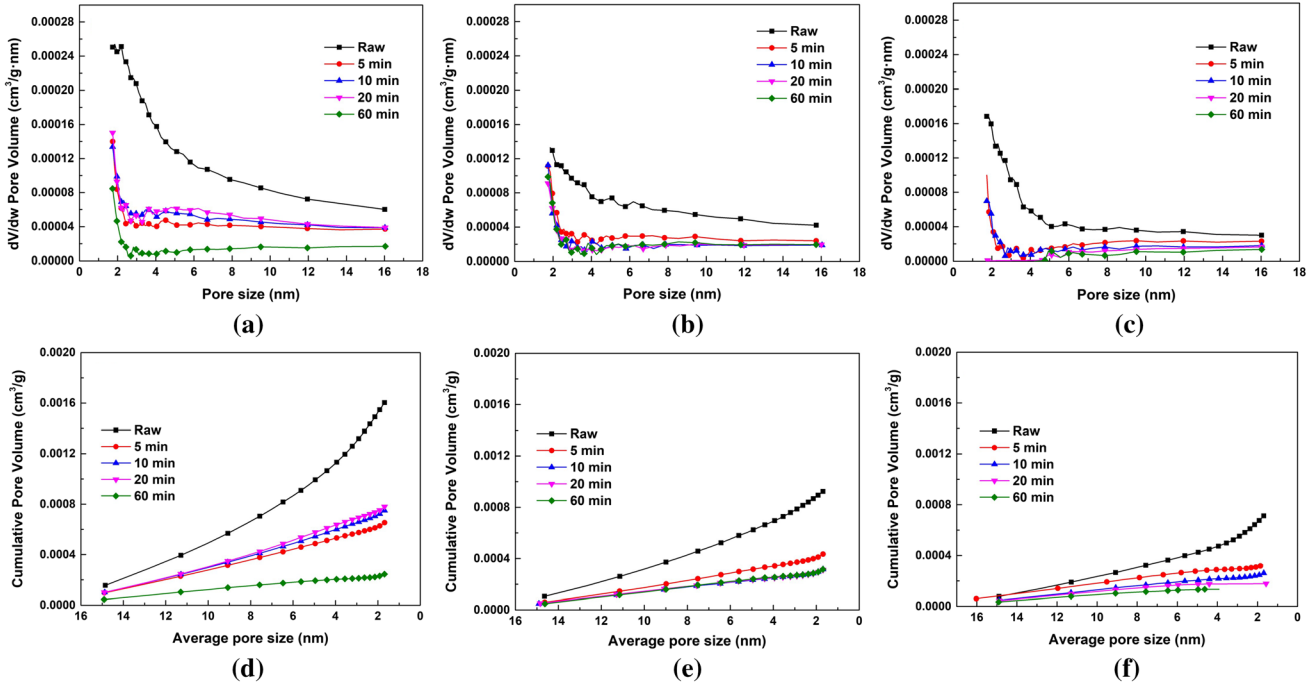 0.00028
0.00024
0.00020
0.00016
0.00012
0.00008
0.00004
0.00000
dV/dw Pore Volume (cm³/g·nm)
Raw
5 min
10 min
20 min
60 min
0 2 4 6 8 10 12 14 16 18
Pore size (nm)
(a)
0.00028
0.00024
0.00020
0.00016
0.00012
0.00008
0.00004
0.00000
dV/dw Pore Volume (cm³/g·nm)
Raw
5 min
10 min
20 min
60 min
0 2 4 6 8 10 12 14 16 18
Pore size (nm)
(b)
0.00028
0.00024
0.00020
0.00016
0.00012
0.00008
0.00004
0.00000
dV/dw Pore Volume (cm³/g·nm)
Raw
5 min
10 min
20 min
60 min
0 2 4 6 8 10 12 14 16 18
Pore size (nm)
(c)
0.0020
0.0016
0.0012
0.0008
0.0004
0.0000
Cumulative Pore Volume (cm³/g)
Raw
5 min
10 min
20 min
60 min
14 12 10 8 6 4 2 0
Average pore size (nm)
(d)
0.0020
0.0016
0.0012
0.0008
0.0004
0.0000
Cumulative Pore Volume (cm³/g)
Raw
5 min
10 min
20 min
60 min
16 14 12 10 8 6 4 2 0
Average pore size (nm)
(e)
0.0020
0.0016
0.0012
0.0008
0.0004
0.0000
Cumulative Pore Volume (cm³/g)
Raw
5 min
10 min
20 min
60 min
16 14 12 10 8 6 4 2 0
Average pore size (nm)
(f)